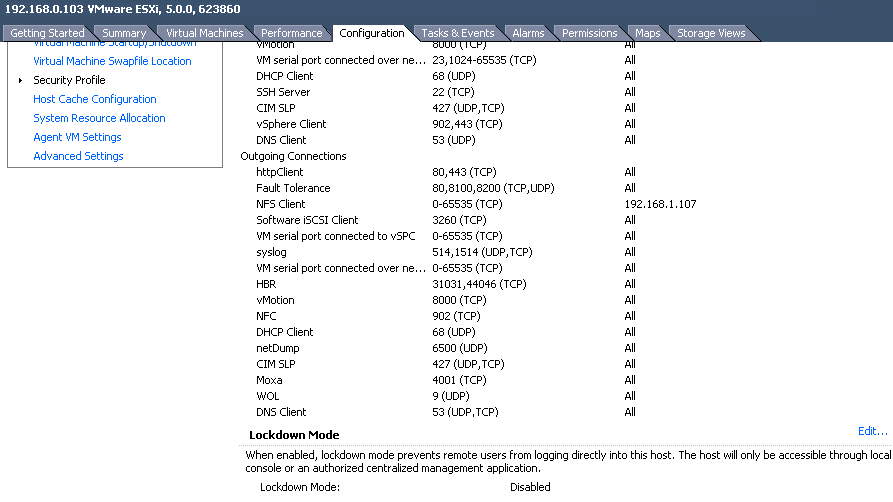 192.168.0.103 VMware ESXi, 5.0.0, 623860
Getting Started Summary Virtual Machines Performance Configuration Tasks & Events Alarms Permissions Maps Storage Views
Virtual Machine Startup/Shutdown
Virtual Machine Swapfile Location
Security Profile
Host Cache Configuration
System Resource Allocation
Agent VM Settings
Advanced Settings
vMotion 8000 (TCP) All
VM serial port connected over ne... 23,1024-65535 (TCP) All
DHCP Client 68 (UDP) All
SSH Server 22 (TCP) All
CIM SLP 427 (UDP,TCP) All
vSphere Client 902,443 (TCP) All
DNS Client 53 (UDP) All
Outgoing Connections
httpClient 80,443 (TCP) All
Fault Tolerance 80,8100,8200 (TCP,UDP) All
NFS Client 0-65535 (TCP) 192.168.1.107
Software iSCSI Client 3260 (TCP) All
VM serial port connected to vSPC 0-65535 (TCP) All
syslog 514,1514 (UDP,TCP) All
VM serial port connected over ne... 0-65535 (TCP) All
HBR 31031,44046 (TCP) All
vMotion 8000 (TCP) All
NFC 902 (TCP) All
DHCP Client 68 (UDP) All
netDump 6500 (UDP) All
CIM SLP 427 (UDP,TCP) All
Moxa 4001 (TCP) All
WOL 9 (UDP) All
DNS Client 53 (UDP,TCP) All
Lockdown Mode Edit...
When enabled, lockdown mode prevents remote users from logging directly into this host. The host will only be accessible through local
console or an authorized centralized management application.
Lockdown Mode: Disabled